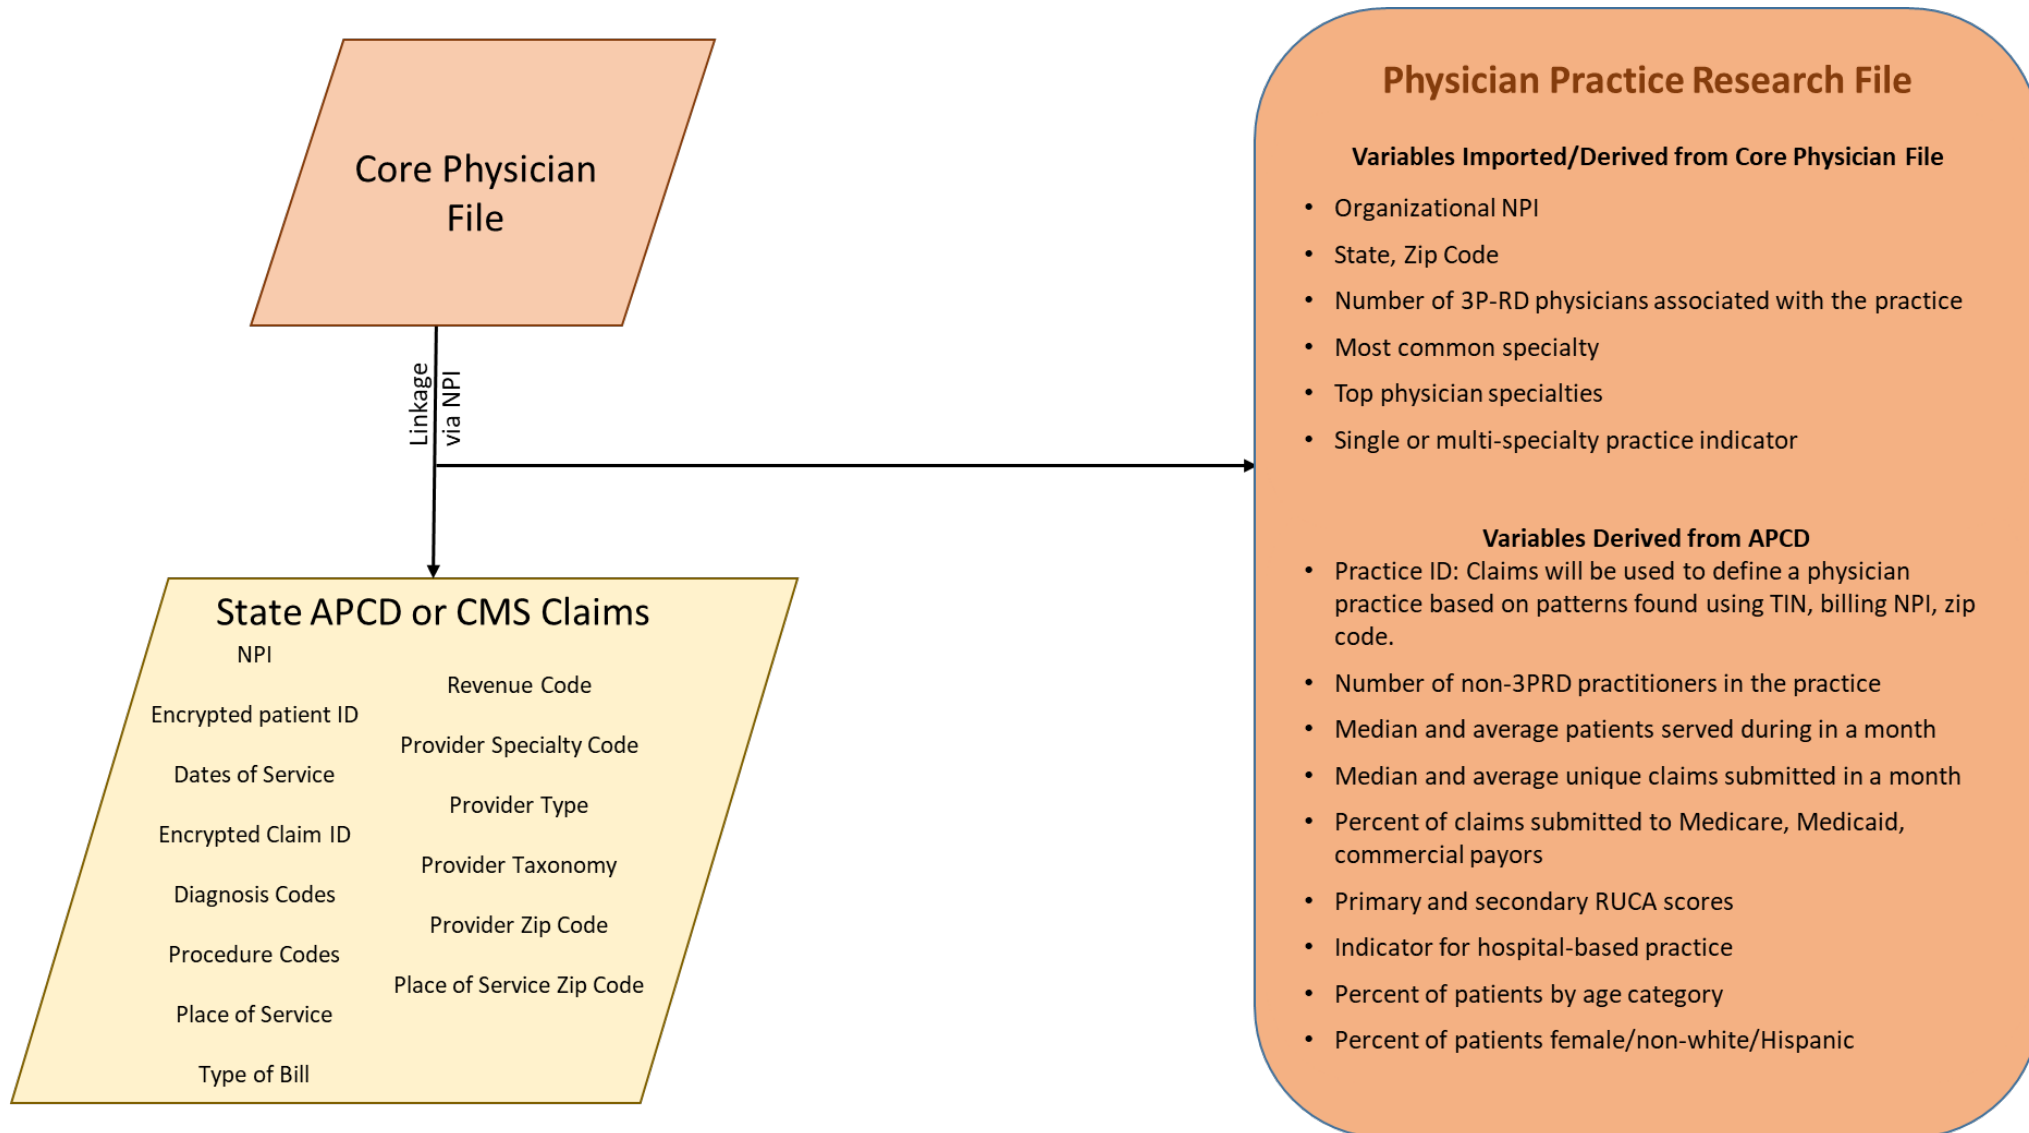 Core Physician
File
Linkage
via NPI
State APCD or CMS Claims
NPI
Encrypted patient ID
Dates of Service
Encrypted Claim ID
Diagnosis Codes
Procedure Codes
Place of Service
Type of Bill
Revenue Code
Provider Specialty Code
Provider Type
Provider Taxonomy
Provider Zip Code
Place of Service Zip Code
Physician Practice Research File
Variables Imported/Derived from Core Physician File
• Organizational NPI
• State, Zip Code
• Number of 3P-RD physicians associated with the practice
• Most common specialty
• Top physician specialties
• Single or multi-specialty practice indicator
Variables Derived from APCD
• Practice ID: Claims will be used to define a physician
practice based on patterns found using TIN, billing NPI, zip
code.
• Number of non-3PRD practitioners in the practice
• Median and average patients served during in a month
• Median and average unique claims submitted in a month
• Percent of claims submitted to Medicare, Medicaid,
commercial payors
• Primary and secondary RUCA scores
• Indicator for hospital-based practice
• Percent of patients by age category
• Percent of patients female/non-white/Hispanic